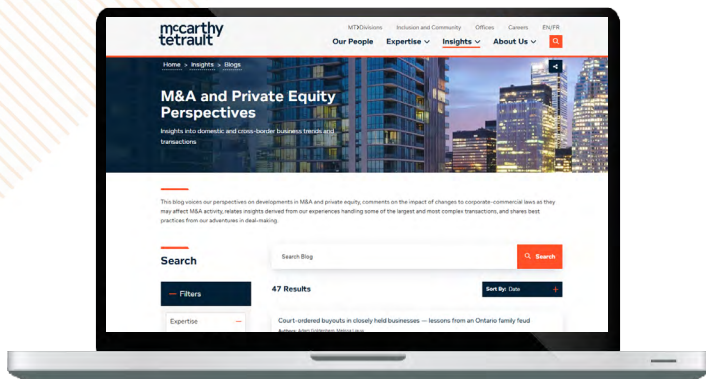 mccarthy
tetrault
MT>Divisions Inclusion and Community Offices Careers EN/FR
Our People Expertise Insights About Us
Home > Insights > Blogs
M&A and Private Equity
Perspectives
Insights into domestic and cross-border business trends and
transactions
This blog voices our perspectives on developments in M&A and private equity, comments on the impact of changes to corporate-commercial laws as they
may affect M&A activity, relates insights derived from our experiences handling some of the largest and most complex transactions, and shares best
practices from our adventures in deal-making.
Search
Search Blog
Search
— Filters
47 Results
Sort By: Date +
Expertise —
Court-ordered buyouts in closely held businesses — lessons from an Ontario family feud